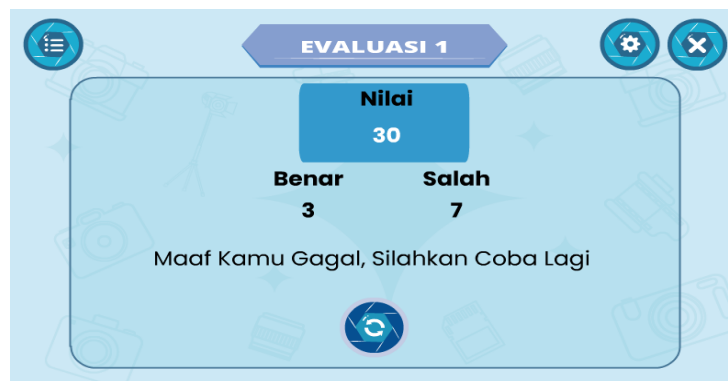 EVALUASI 1
Nilai
30
Benar Salah
3 7
Maaf Kamu Gagal, Silahkan Coba Lagi